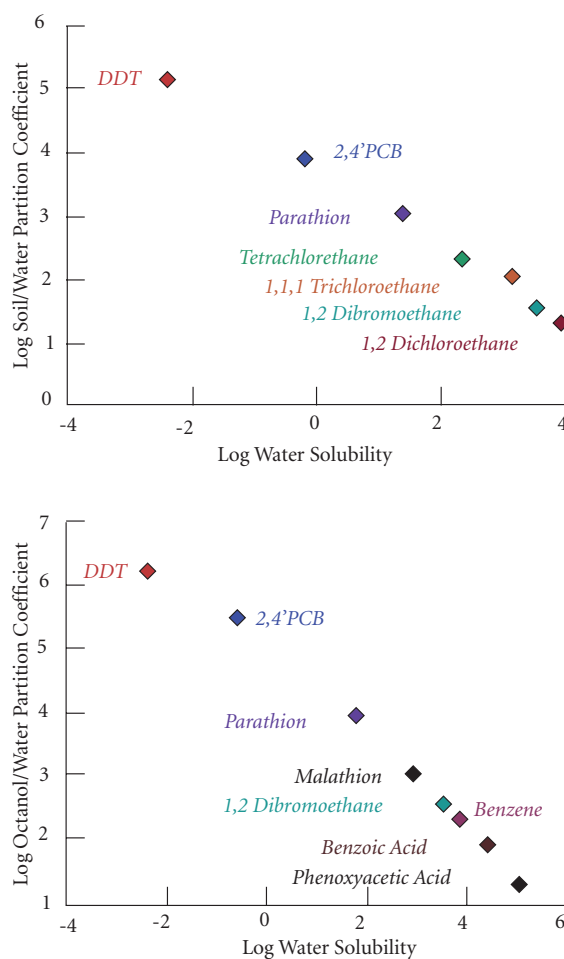 6
DDT
5
2,4'PCB
4
Parathion
3
Tetrachlorethane
2
1,1,1 Trichloroethane
1,2 Dibromoethane
1
1,2 Dichloroethane
0
-4
-2
0
2
4
Log Soil/Water Partition Coefficient
Log Water Solubility
7
DDT
6
2,4'PCB
5
Parathion
4
Malathion
3
1,2 Dibromoethane
Benzene
2
Benzoic Acid
Phenoxyacetic Acid
1
-4
-2
0
2
4
6
Log Octanol/Water Partition Coefficient
Log Water Solubility